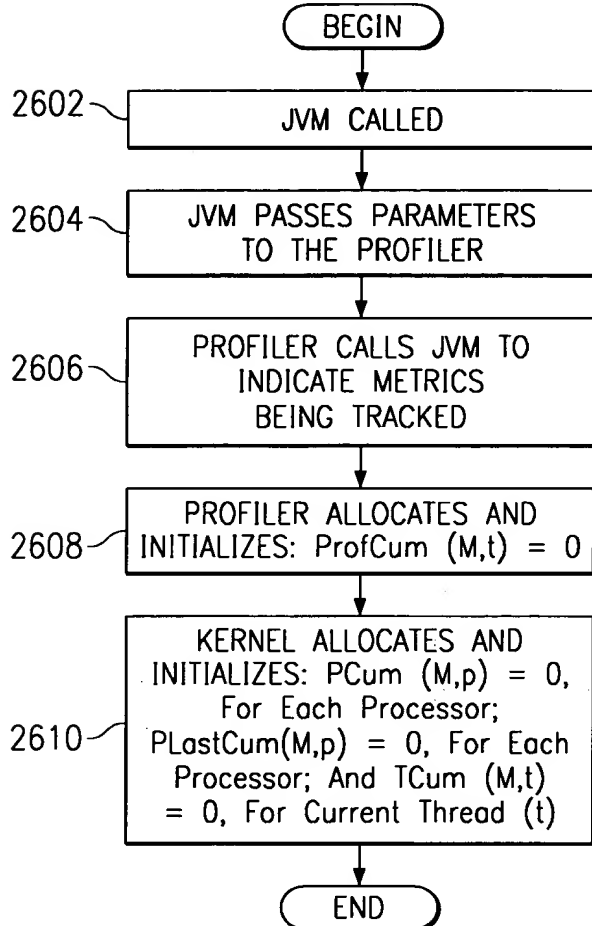 BEGIN
2602
JVM CALLED
2604
JVM PASSES PARAMETERS
TO THE PROFILER
2606
PROFILER CALLS JVM TO
INDICATE METRICS
BEING TRACKED
2608
PROFILER ALLOCATES AND
INITIALIZES: ProfCum (M,t) = 0
2610
KERNEL ALLOCATES AND
INITIALIZES: PCum (M,p) = 0,
For Each Processor;
PLastCum(M,p) = 0, For Each
Processor; And TCum (M,t)
= 0, For Current Thread (t)
END